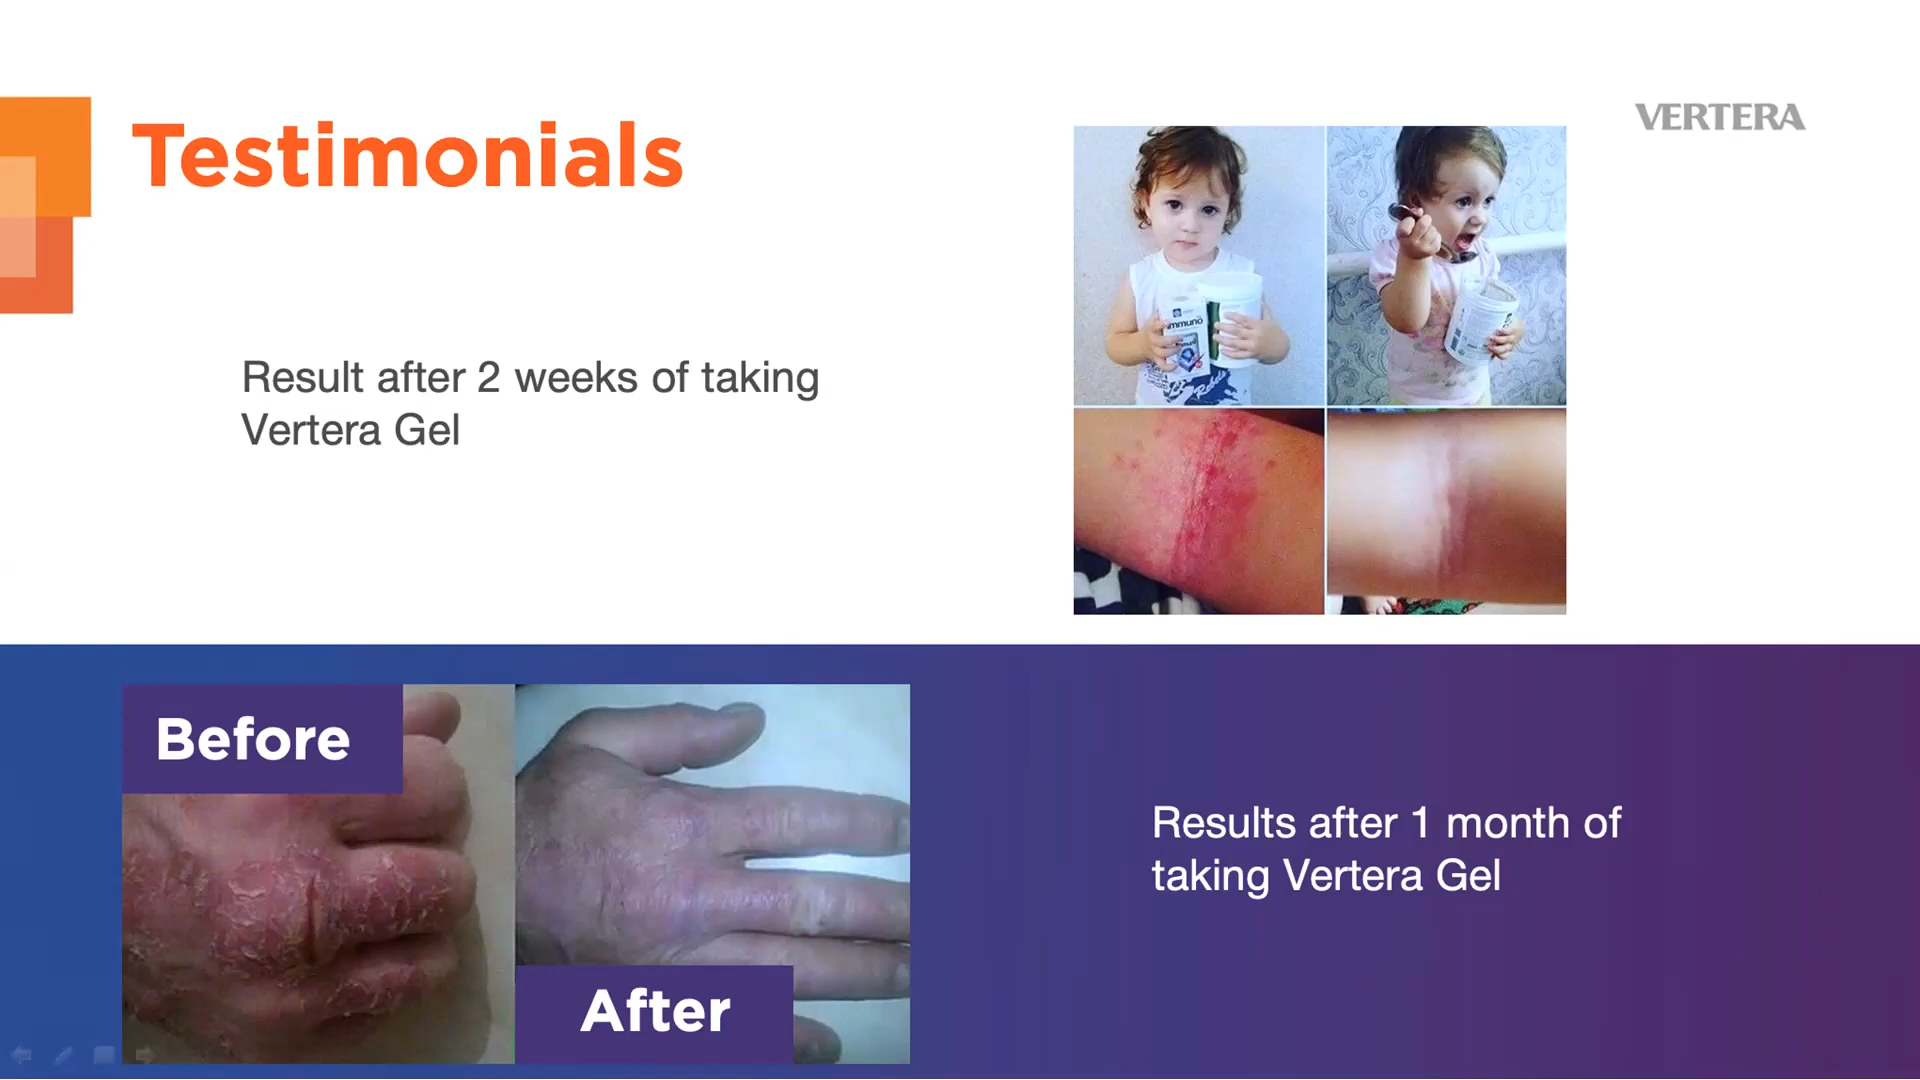 Testimonials
VERTERA
immuno
Result after 2 weeks of taking
Vertera Gel
Before
After
Results after 1 month of
taking Vertera Gel